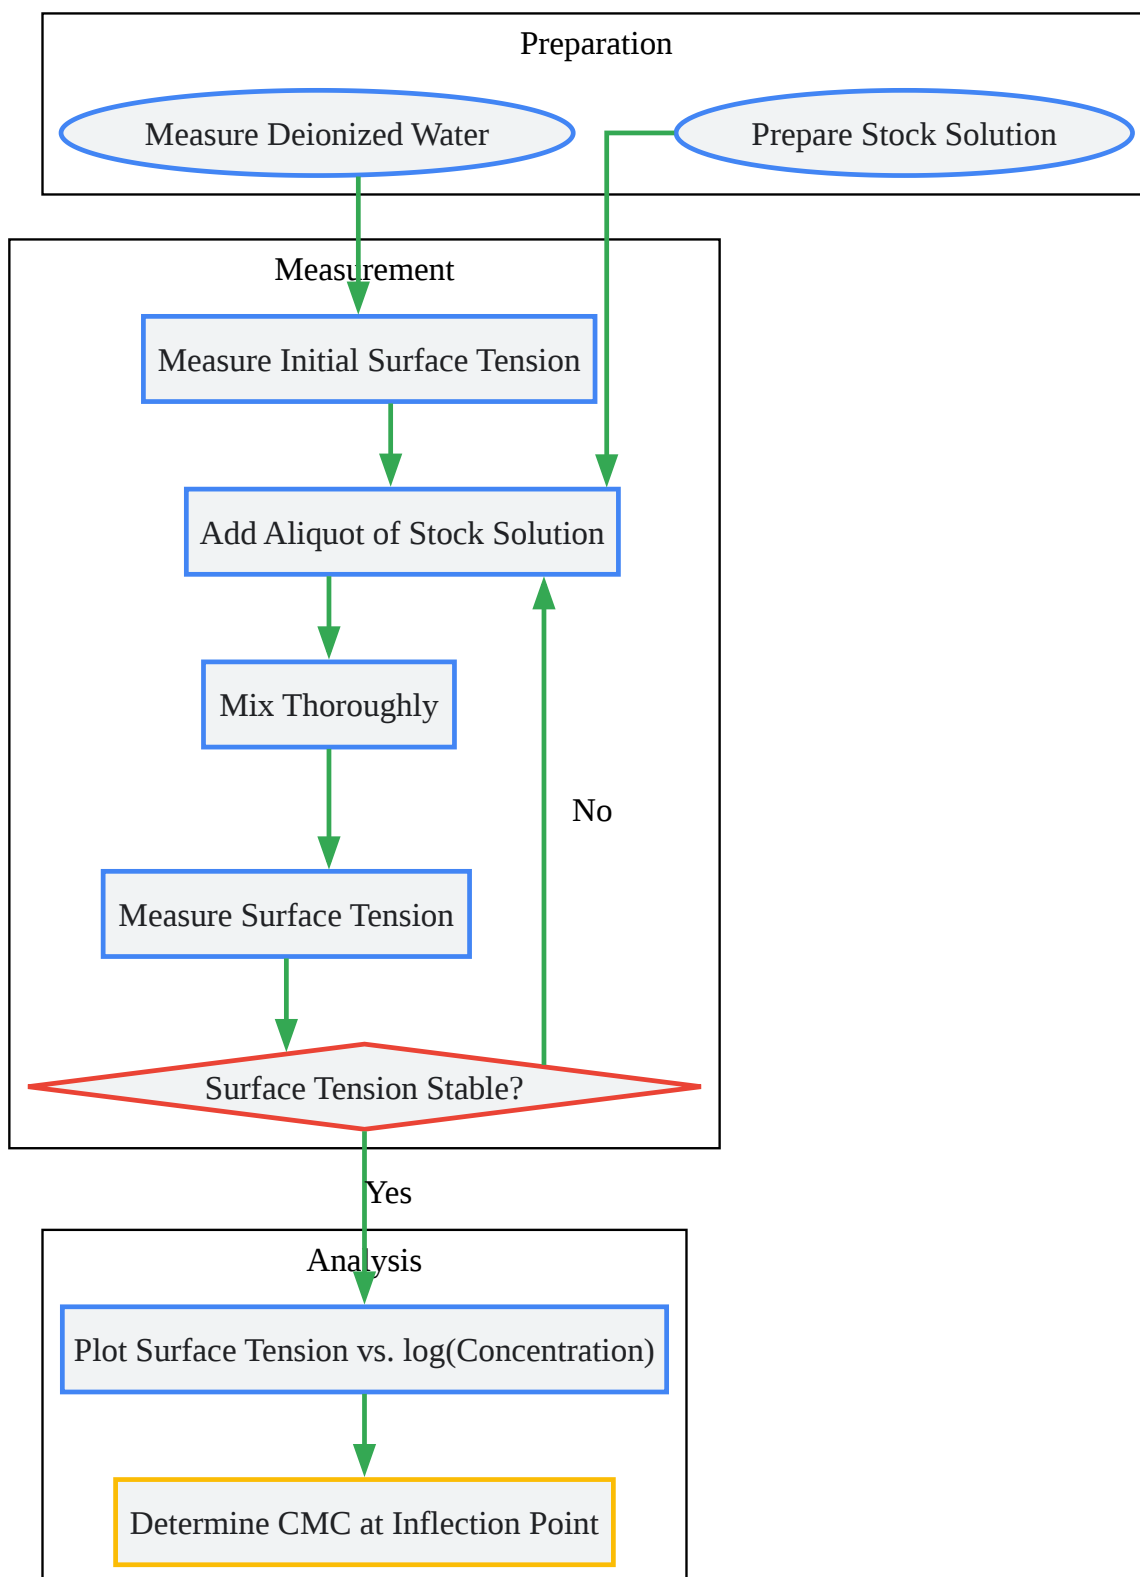 Preparation
Measure Deionized Water
Prepare Stock Solution
Measurement
Measure Initial Surface Tension
Add Aliquot of Stock Solution
Mix Thoroughly
No
Measure Surface Tension
Surface Tension Stable?
Yes
Analysis
Plot Surface Tension vs. log(Concentration)
Determine CMC at Inflection Point